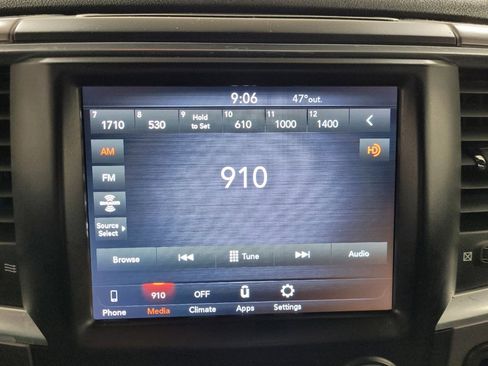 9:06 47°out.
7 8 9 10 11 12
1710 530 Hold to Set 610 1000 1400
AM
HD
FM
910
Source Select
Browse Tune Audio
910 OFF
Phone Media Climate Apps Settings